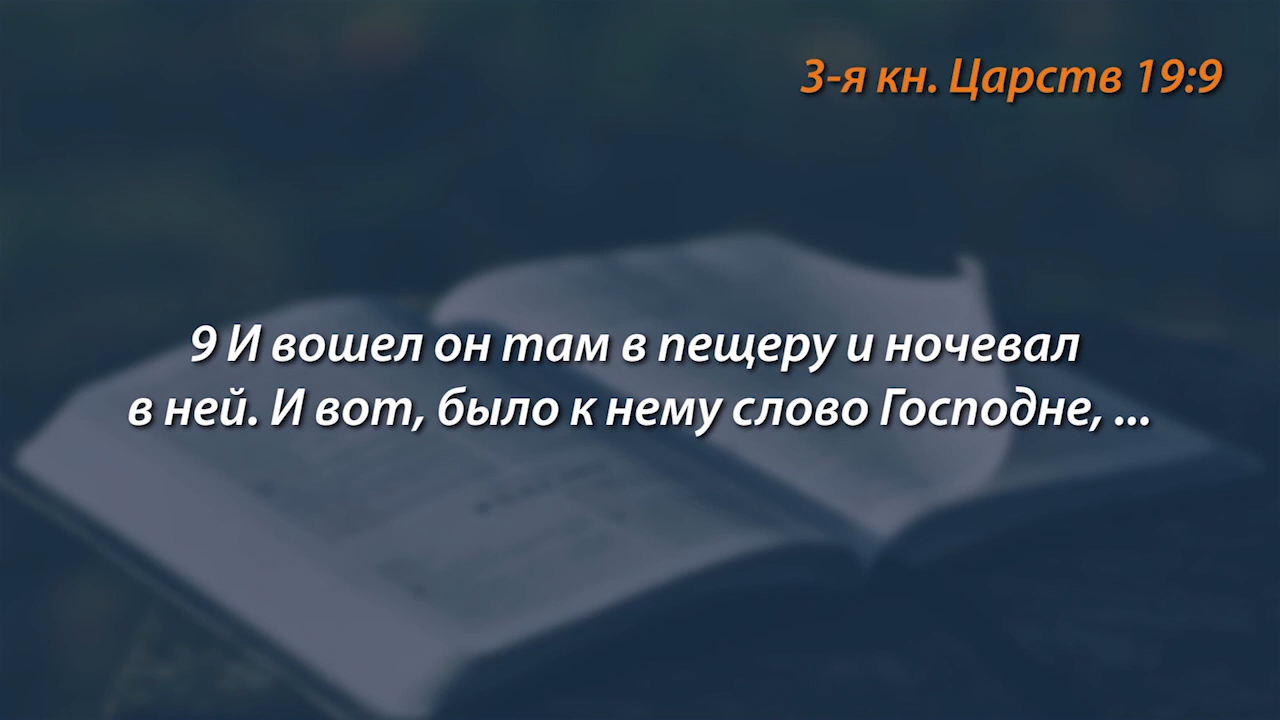 3-я кн. Царств 19:9
9 И вошел он там в пещеру и ночевал
в ней. И вот, было к нему слово Господне, ...